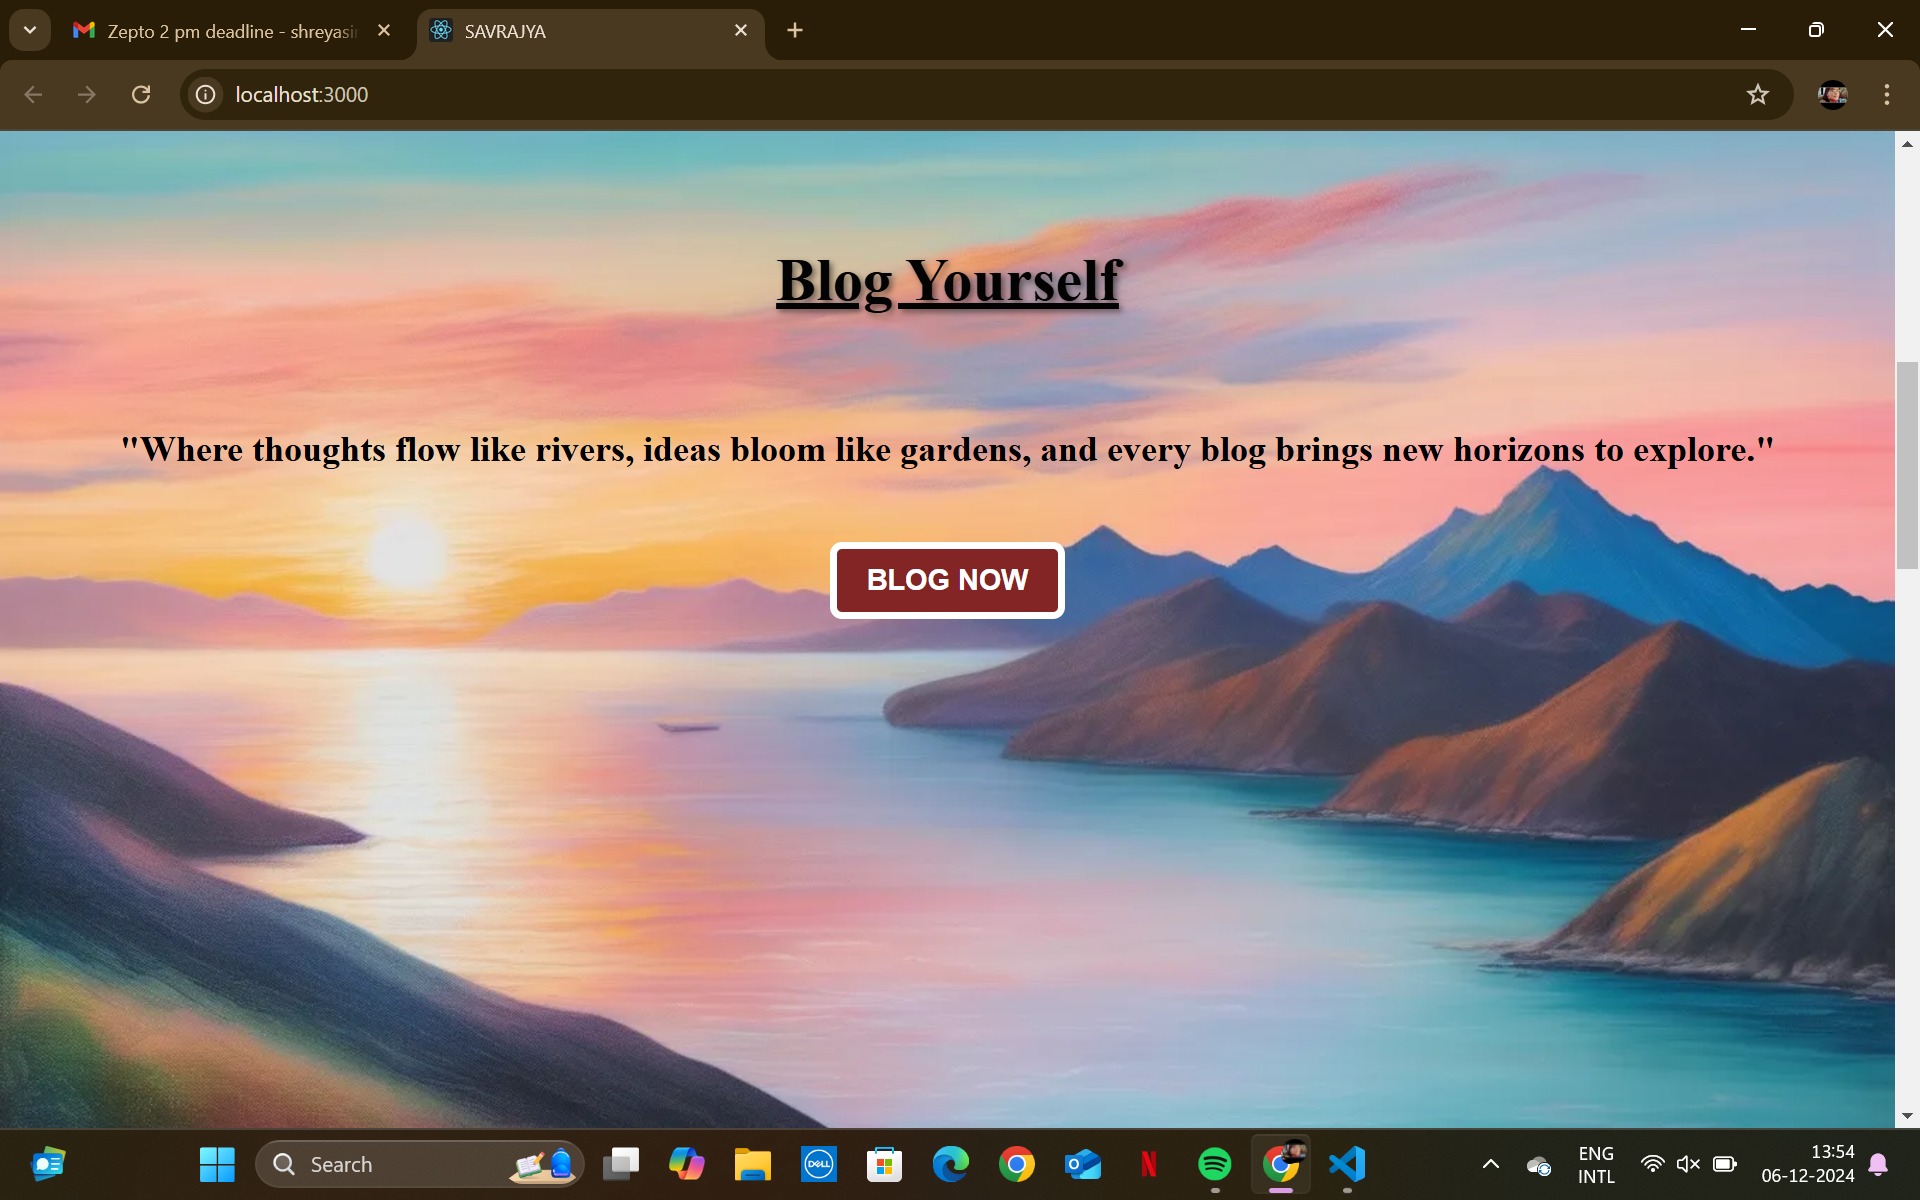 Zepto 2 pm deadline - shreyasi
SAVRAJYA
localhost:3000
Blog Yourself
"Where thoughts flow like rivers, ideas bloom like gardens, and every blog brings new horizons to explore."
BLOG NOW
Search
DELL
N
ENG
INTL
13:54
06-12-2024